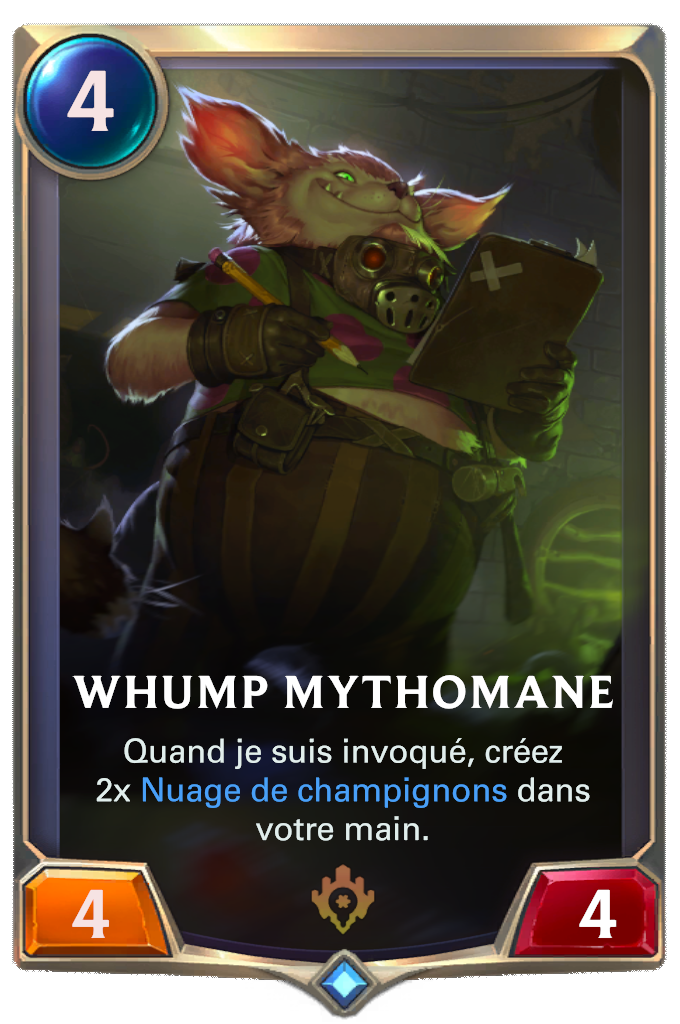 4
WHUMP MYTHOMANE
Quand je suis invoqué, créez
2x Nuage de champignons dans
votre main.
4
4